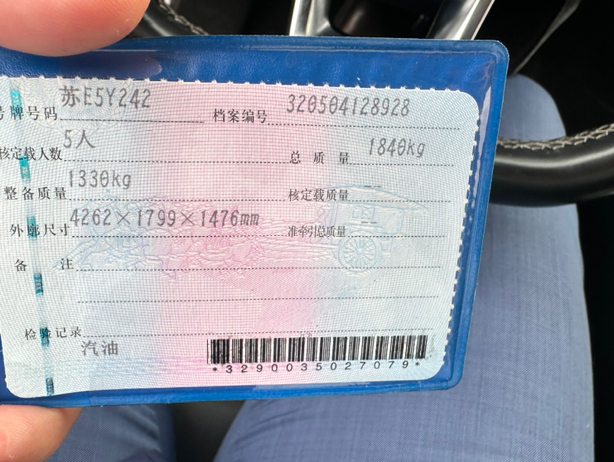 号牌号码 苏E5Y242 档案编号 320504128928
核定载人数 5人 总质量 1840kg
整备质量 1330kg 核定载质量
外廓尺寸 4262×1799×1476mm 准牵引总质量
备注
检验记录
汽油
*3290035027079*